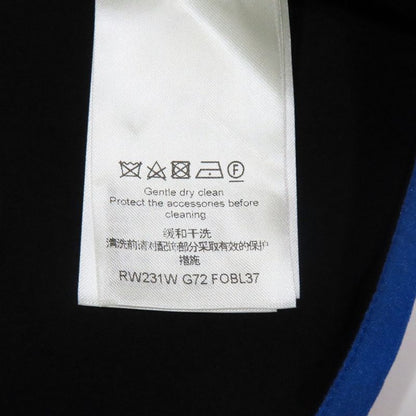 Gentle dry clean
Protect the accessories before
cleaning
缓和干洗
清洗前请对配饰部分采取有效的保护
措施
RW231W G72 FOBL37